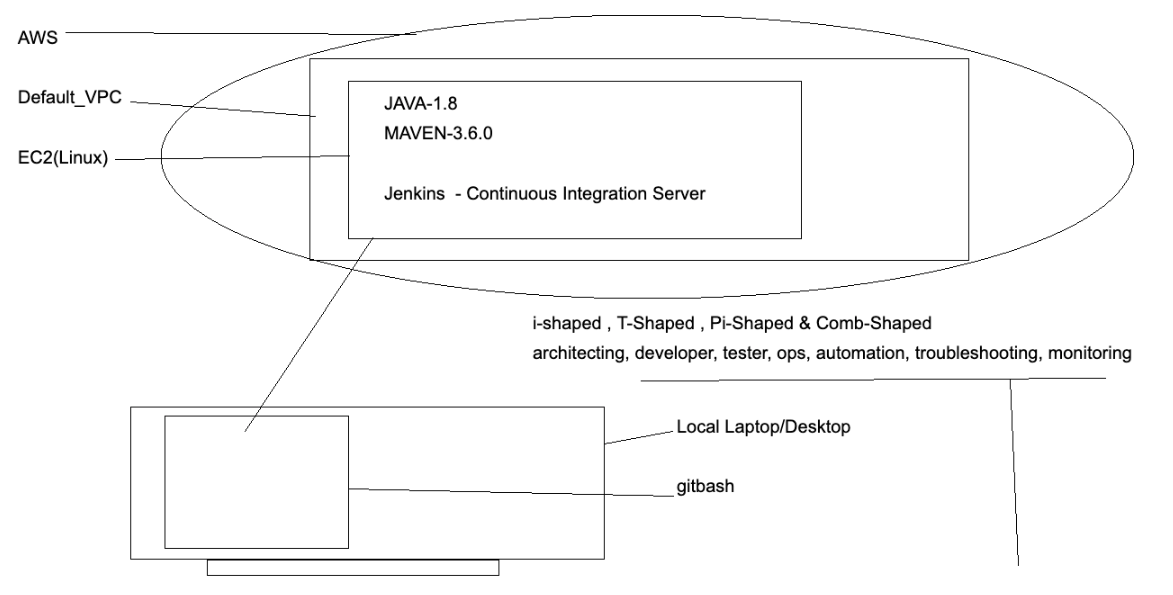 AWS
Default_VPC
EC2(Linux)
JAVA-1.8
MAVEN-3.6.0
Jenkins - Continuous Integration Server
i-shaped , T-Shaped , Pi-Shaped & Comb-Shaped
architecting, developer, tester, ops, automation, troubleshooting, monitoring
Local Laptop/Desktop
gitbash